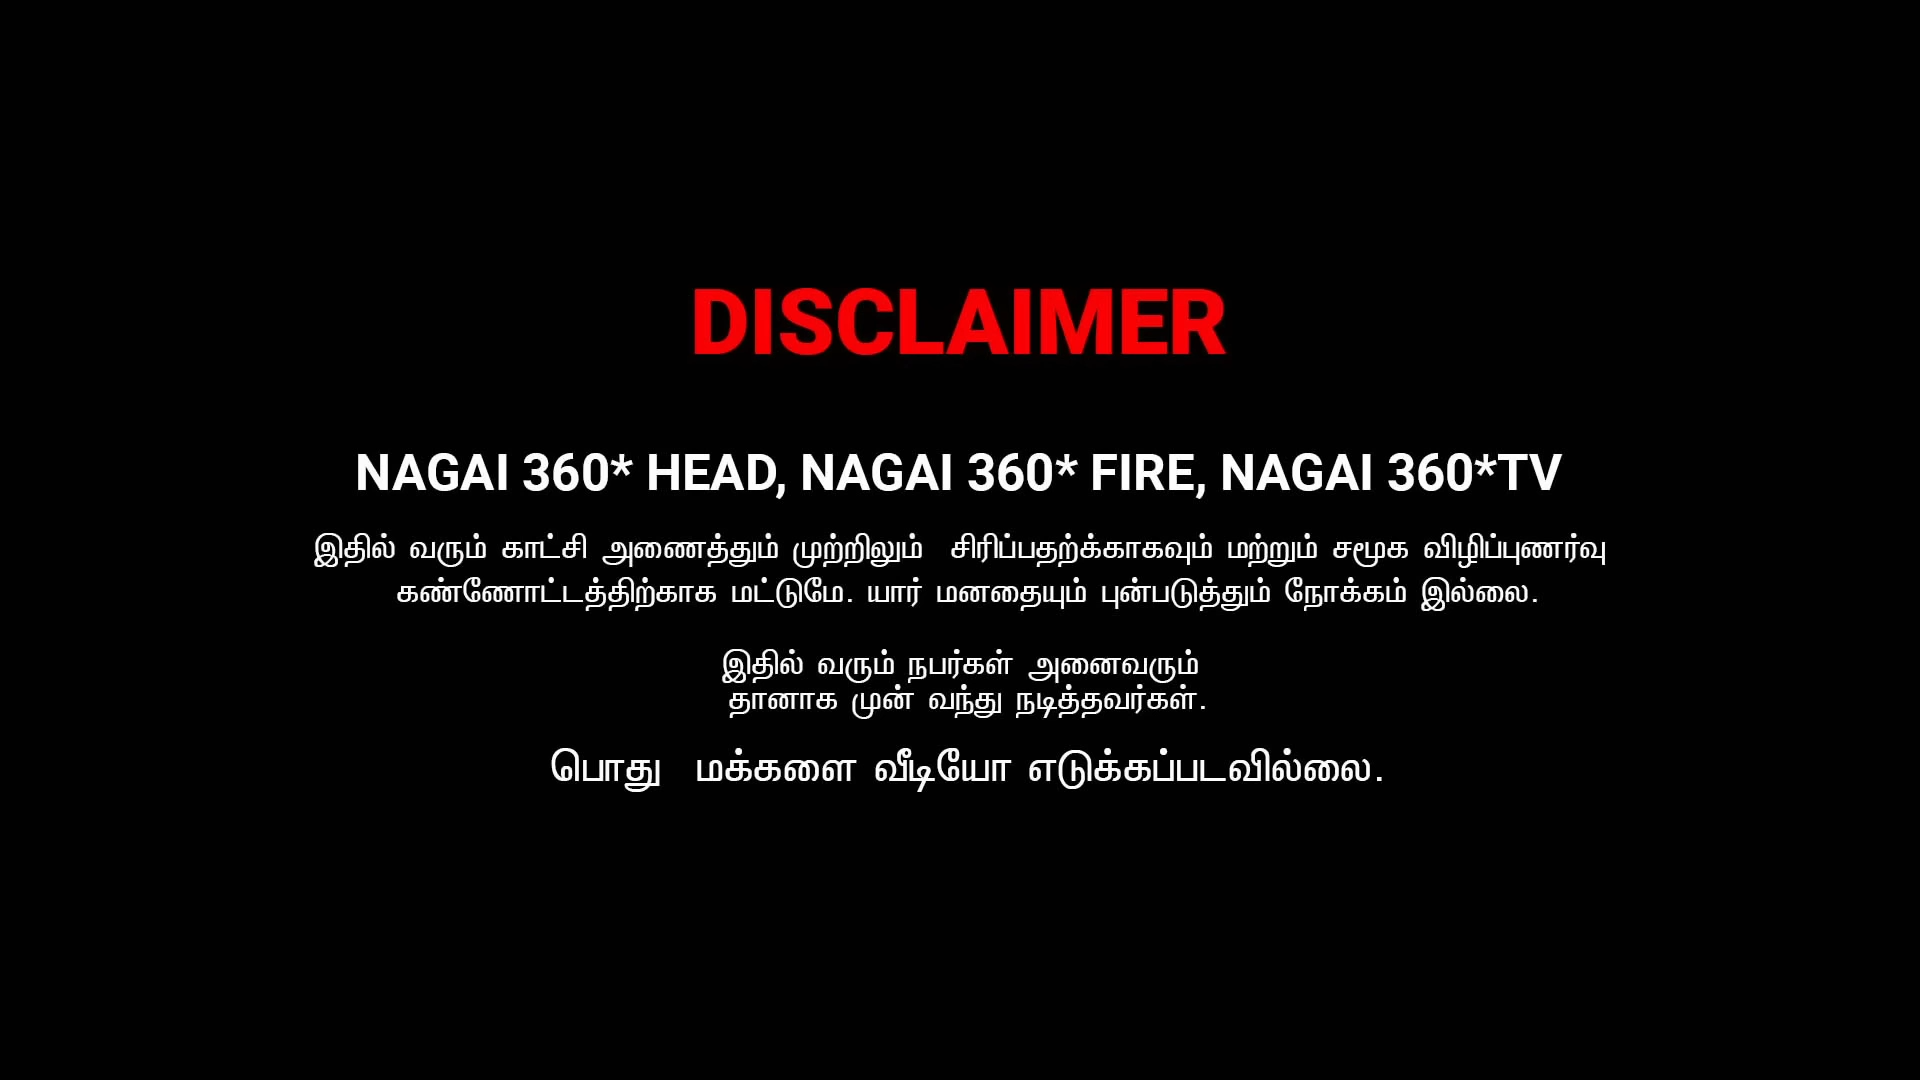 DISCLAIMER
NAGAI 360* HEAD, NAGAI 360* FIRE, NAGAI 360*TV
இதில் வரும் காட்சி அணைத்தும் முற்றிலும் சிரிப்பதற்க்காகவும் மற்றும் சமூக விழிப்புணர்வு
கண்ணோட்டத்திற்காக மட்டுமே. யார் மனதையும் புன்படுத்தும் நோக்கம் இல்லை.
இதில் வரும் நபர்கள் அனைவரும்
தானாக முன் வந்து நடித்தவர்கள்.
பொது மக்களை வீடியோ எடுக்கப்படவில்லை.